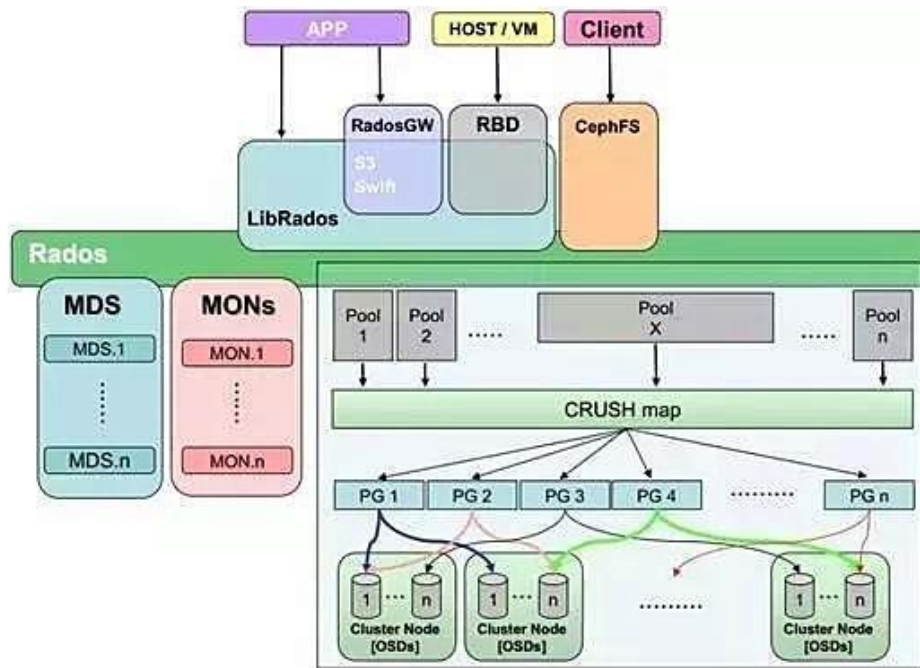 APP
HOST / VM
Client
RadosGW
RBD
CephFS
S3
Swift
LibRados
Rados
MDS
MONs
MDS.1
MDS.n
MON.1
MON.n
Pool
1
Pool
2
.....
Pool
X
.....
Pool
n
CRUSH map
PG 1
PG 2
PG 3
PG 4
.........
PG n
1 ... n
Cluster Node
[OSDs]
1 ... n
Cluster Node
[OSDs]
.........
1 ... n
Cluster Node
[OSDs]